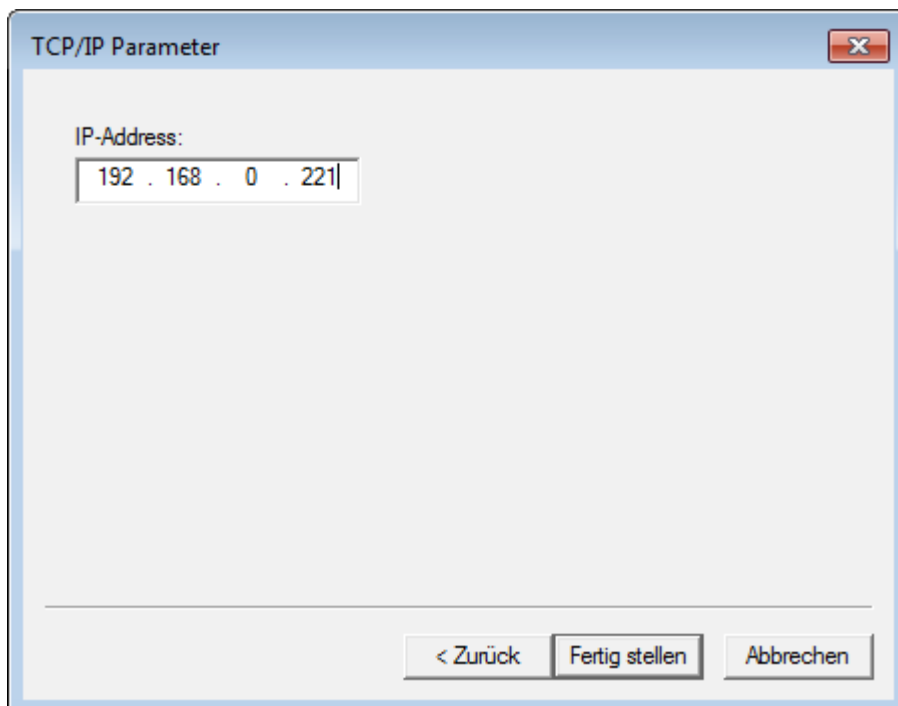 TCP/IP Parameter
IP-Address:
192 . 168 . 0 . 221
< Zurück Fertig stellen Abbrechen